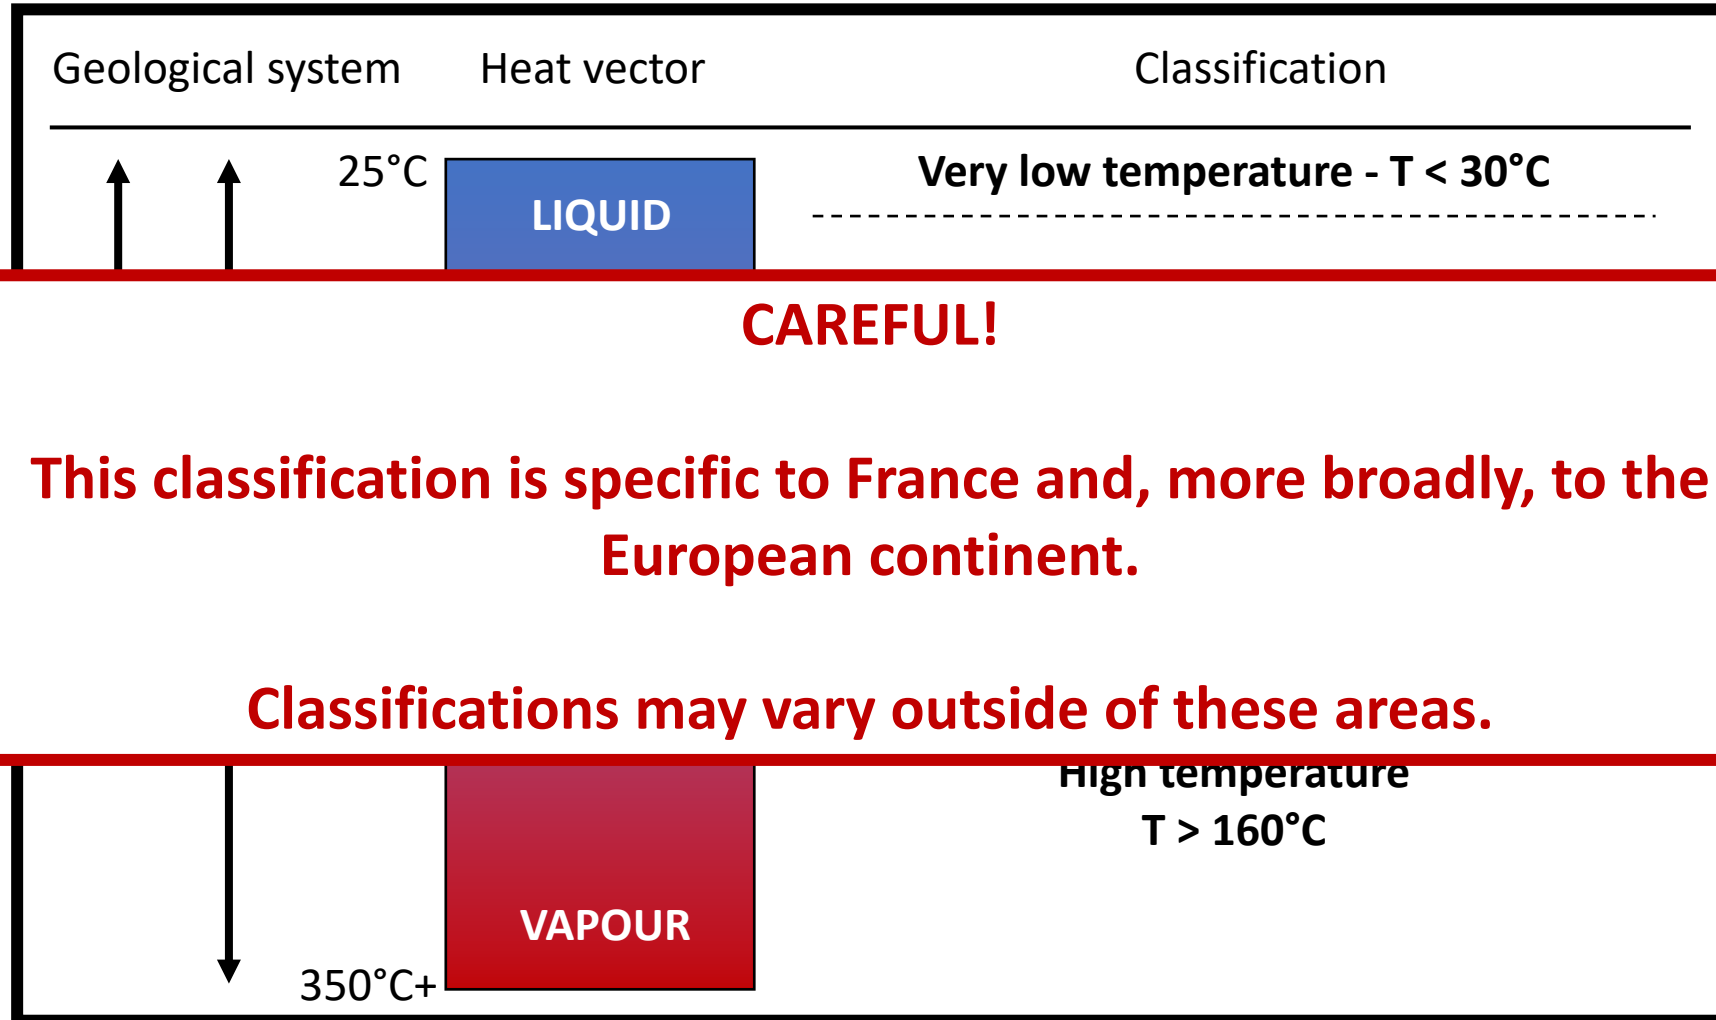 Geological system Heat vector Classification
25°C
LIQUID
Very low temperature - T < 30°C
CAREFUL!
This classification is specific to France and, more broadly, to the
European continent.
Classifications may vary outside of these areas.
High temperature
T > 160°C
VAPOUR
350°C+